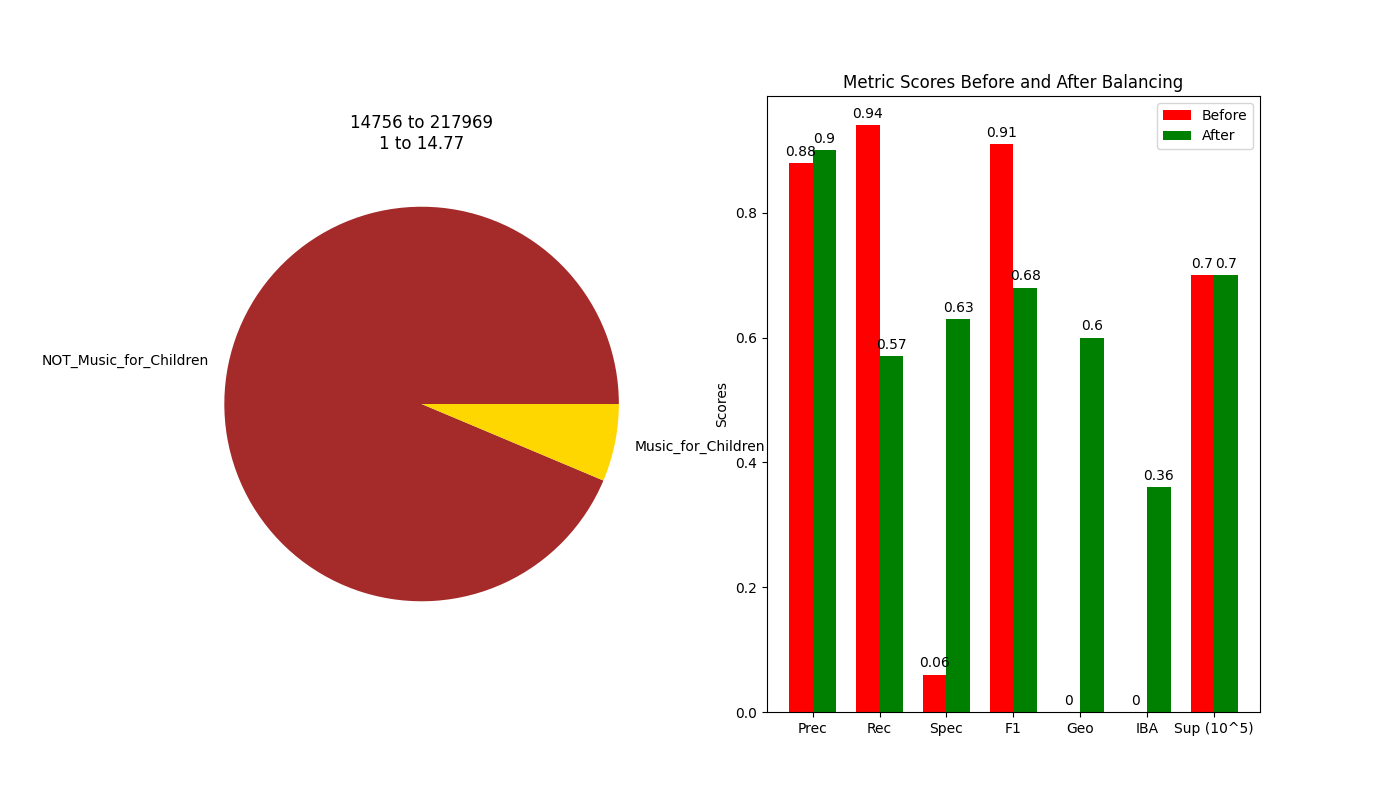 14756 to 217969
1 to 14.77
NOT_Music_for_Children
Music_for_Children
Metric Scores Before and After Balancing
Before
After
Scores
0.0
0.2
0.4
0.6
0.8
0.88
0.9
0.94
0.57
0.06
0.63
0.91
0.68
0
0.6
0
0.36
0.7
0.7
Prec
Rec
Spec
F1
Geo
IBA
Sup (10^5)